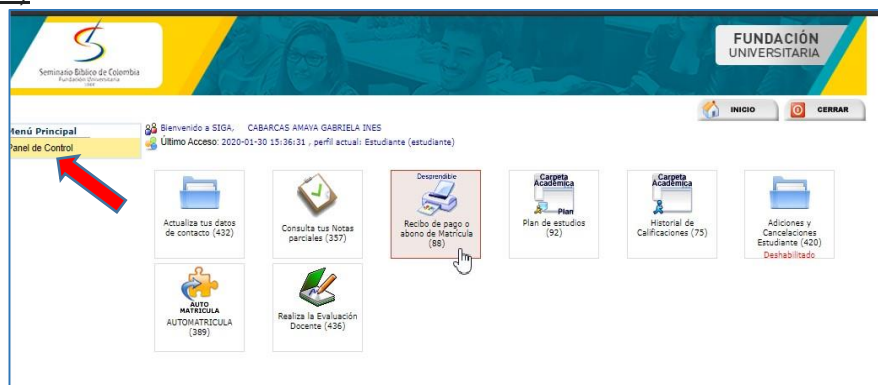 Seminario Bíblico de Colombia
Fundación Universitaria
FUNDACIÓN
UNIVERSITARIA
INICIO
CERRAR
Menú Principal
Panel de Control
Bienvenido a SIGA, CABARCAS AMAYA GABRIELA INES
Último Acceso: 2020-01-30 15:36:31 , perfil actual: Estudiante (estudiante)
Actualiza tus datos
de contacto (432)
Consulta tus Notas
parciales (357)
Desprendible
Recibo de pago o
abono de Matricula
(88)
Carpeta
Académica
Plan
Plan de estudios
(92)
Carpeta
Académica
Historial de
Calificaciones (75)
Adiciones y
Cancelaciones
Estudiante (420)
Deshabilitado
AUTO
MATRICULA
AUTOMATRICULA
(389)
Realiza la Evaluación
Docente (436)